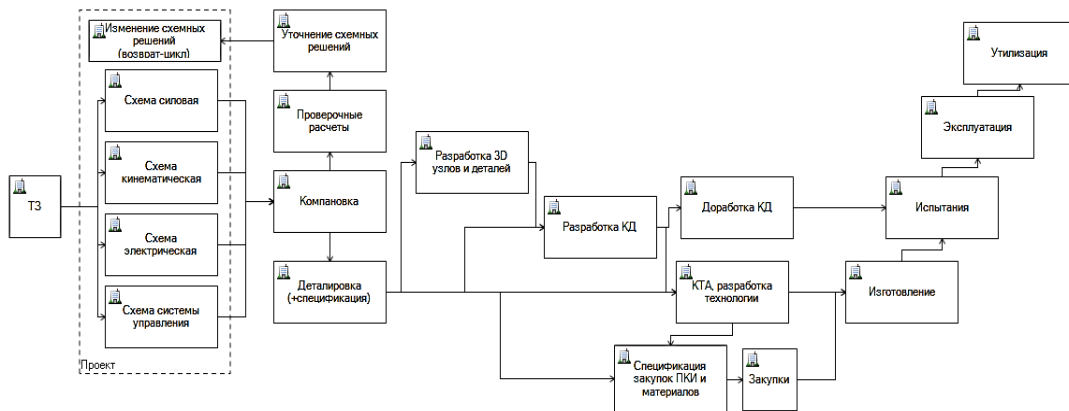 Изменение схемных
решений
(возврат-цикл)
Уточнение схемных
решений
Утилизация
Схема силовая
Проверочные
расчеты
Эксплуатация
Разработка 3D
узлов и деталей
Схема
кинематическая
ТЗ
Компановка
Доработка КД
Испытания
Разработка КД
Схема
электрическая
Деталировка
(+спецификация)
КТА, разработка
технологии
Изготовление
Схема системы
управления
Проект
Спецификация
закупок ПКИ и
материалов
Закупки